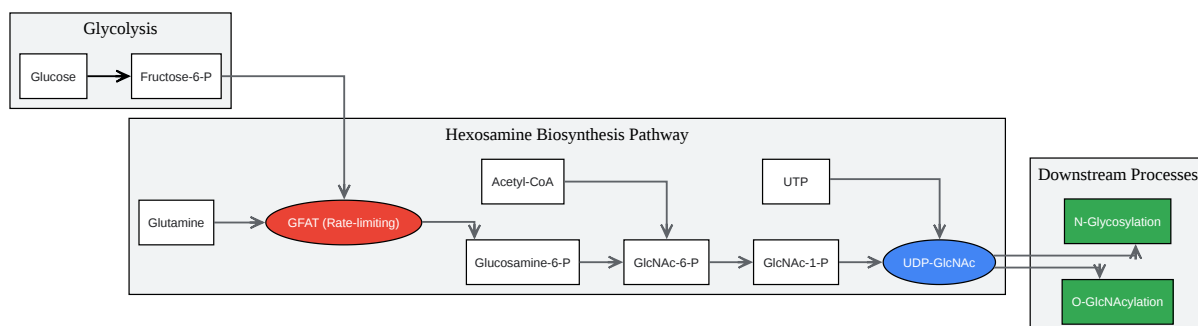 Glycolysis
Glucose
Fructose-6-P
Hexosamine Biosynthesis Pathway
Acetyl-CoA
UTP
Downstream Processes
Glutamine
GFAT (Rate-limiting)
N-Glycosylation
Glucosamine-6-P
GlcNAc-6-P
GlcNAc-1-P
UDP-GlcNAc
O-GlcNAcylation